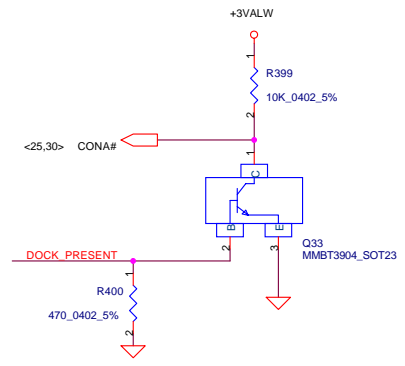 +3VALW
1
R399
10K_0402_5%
2
<25,30> CONA#
1
C
B
E
Q33
MMBT3904_SOT23
2
3
DOCK_PRESENT
1
R400
470_0402_5%
2